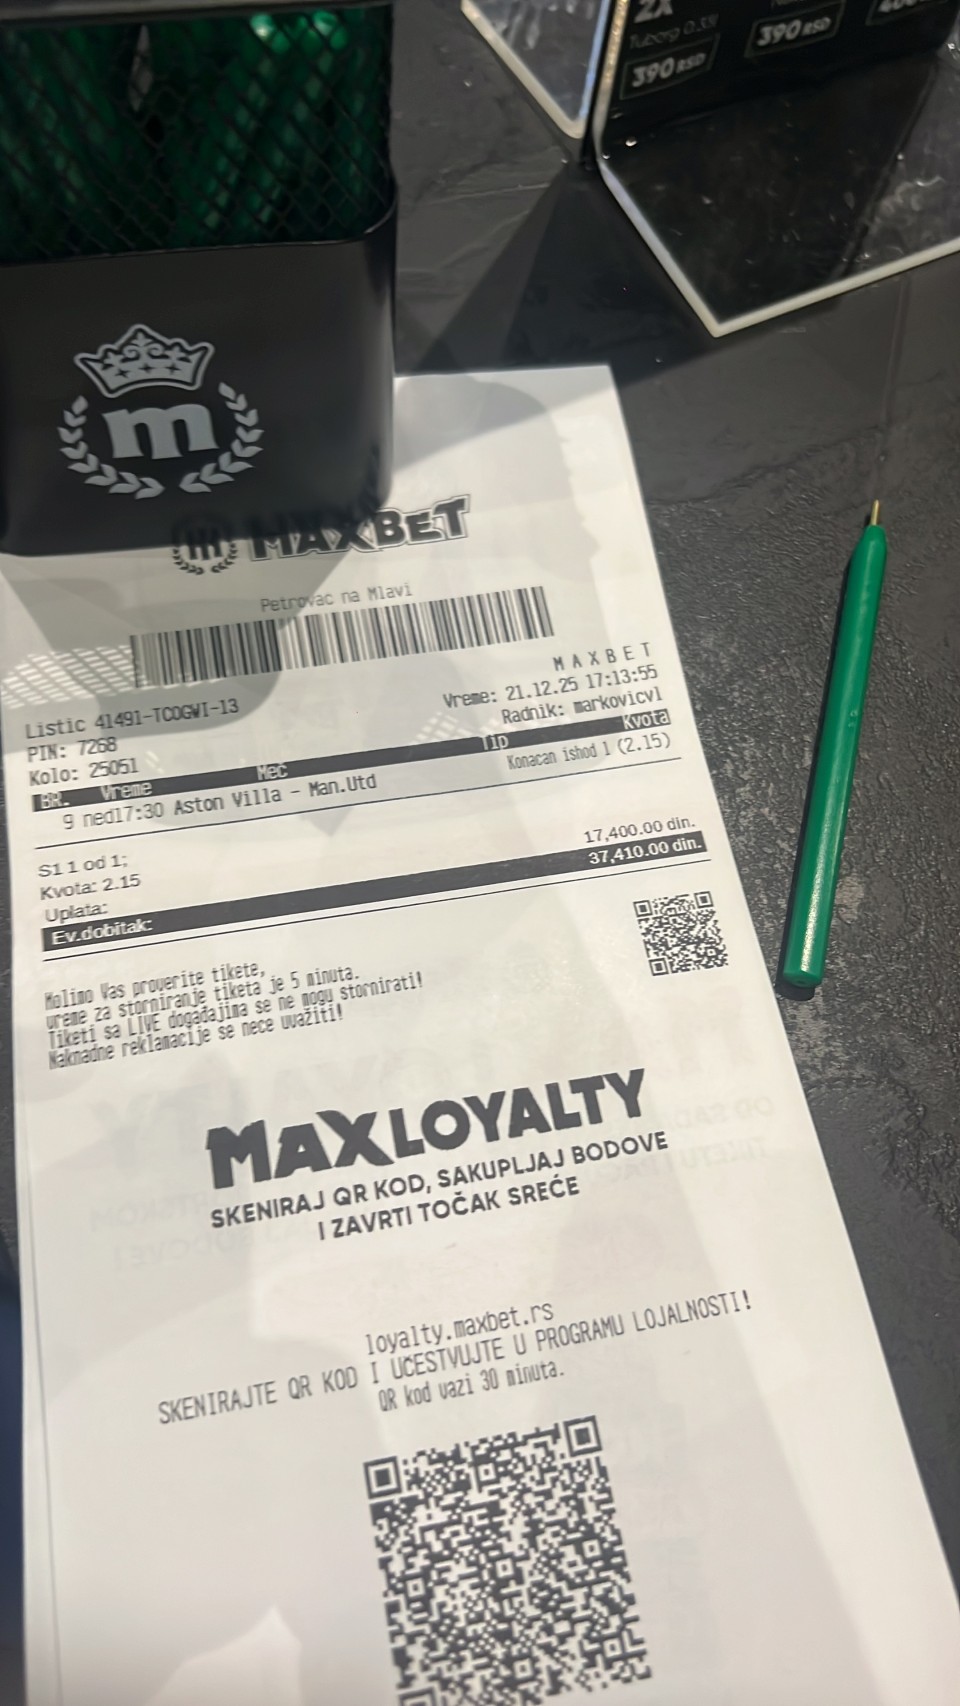 2X
Tuborg 0.33l
390 RSD
390 RSD
m
m MAXBET
Petrovac na Mlavi
MAXBET
Listic 41491-TCOGWI-13
Vreme: 21.12.25 17:13:55
PIN: 7268
Radnik: markovicvl
Kolo: 25051
BR. Vreme Mec Tip Kvota
9 ned17:30 Aston Villa - Man.Utd Konacan ishod 1 (2.15)
S1 1 od 1;
Kvota: 2.15
Uplata: 17,400.00 din.
Ev.dobitak: 37,410.00 din.
Molimo Vas proverite tikete,
vreme za storniranje tiketa je 5 minuta.
Tiketi sa LIVE događajima se ne mogu stornirati!
Naknadne reklamacije se nece uvažiti!
MAXLOYALTY
SKENIRAJ QR KOD, SAKUPLJAJ BODOVE
I ZAVRTI TOČAK SREĆE
loyalty.maxbet.rs
SKENIRAJTE QR KOD I UČESTVUJTE U PROGRAMU LOJALNOSTI!
QR kod vazi 30 minuta.